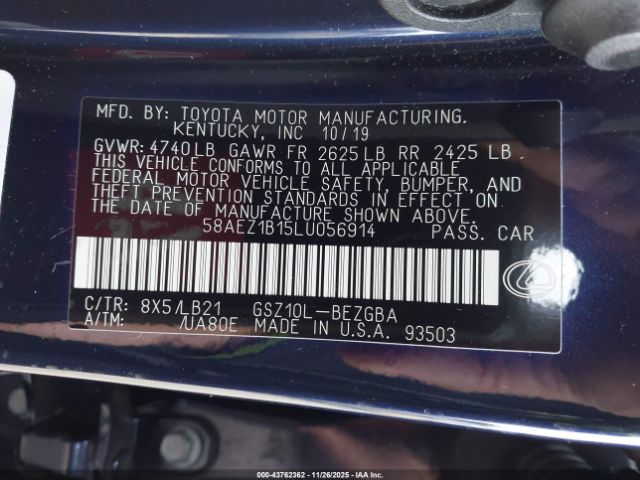 MFD. BY: TOYOTA MOTOR MANUFACTURING,
KENTUCKY, INC 10/19
GVWR: 4740LB GAWR FR 2625LB RR 2425 LB
THIS VEHICLE CONFORMS TO ALL APPLICABLE
FEDERAL MOTOR VEHICLE SAFETY, BUMPER, AND
THEFT PREVENTION STANDARDS IN EFFECT ON
THE DATE OF MANUFACTURE SHOWN ABOVE.
58AEZ1B15LU056914 PASS. CAR
C/TR: 8X5/LB21 GSZ10L-BEZGBA
A/TM: /UA80E MADE IN U.S.A. 93503
000-43762362 - 11/26/2025 - IAAI